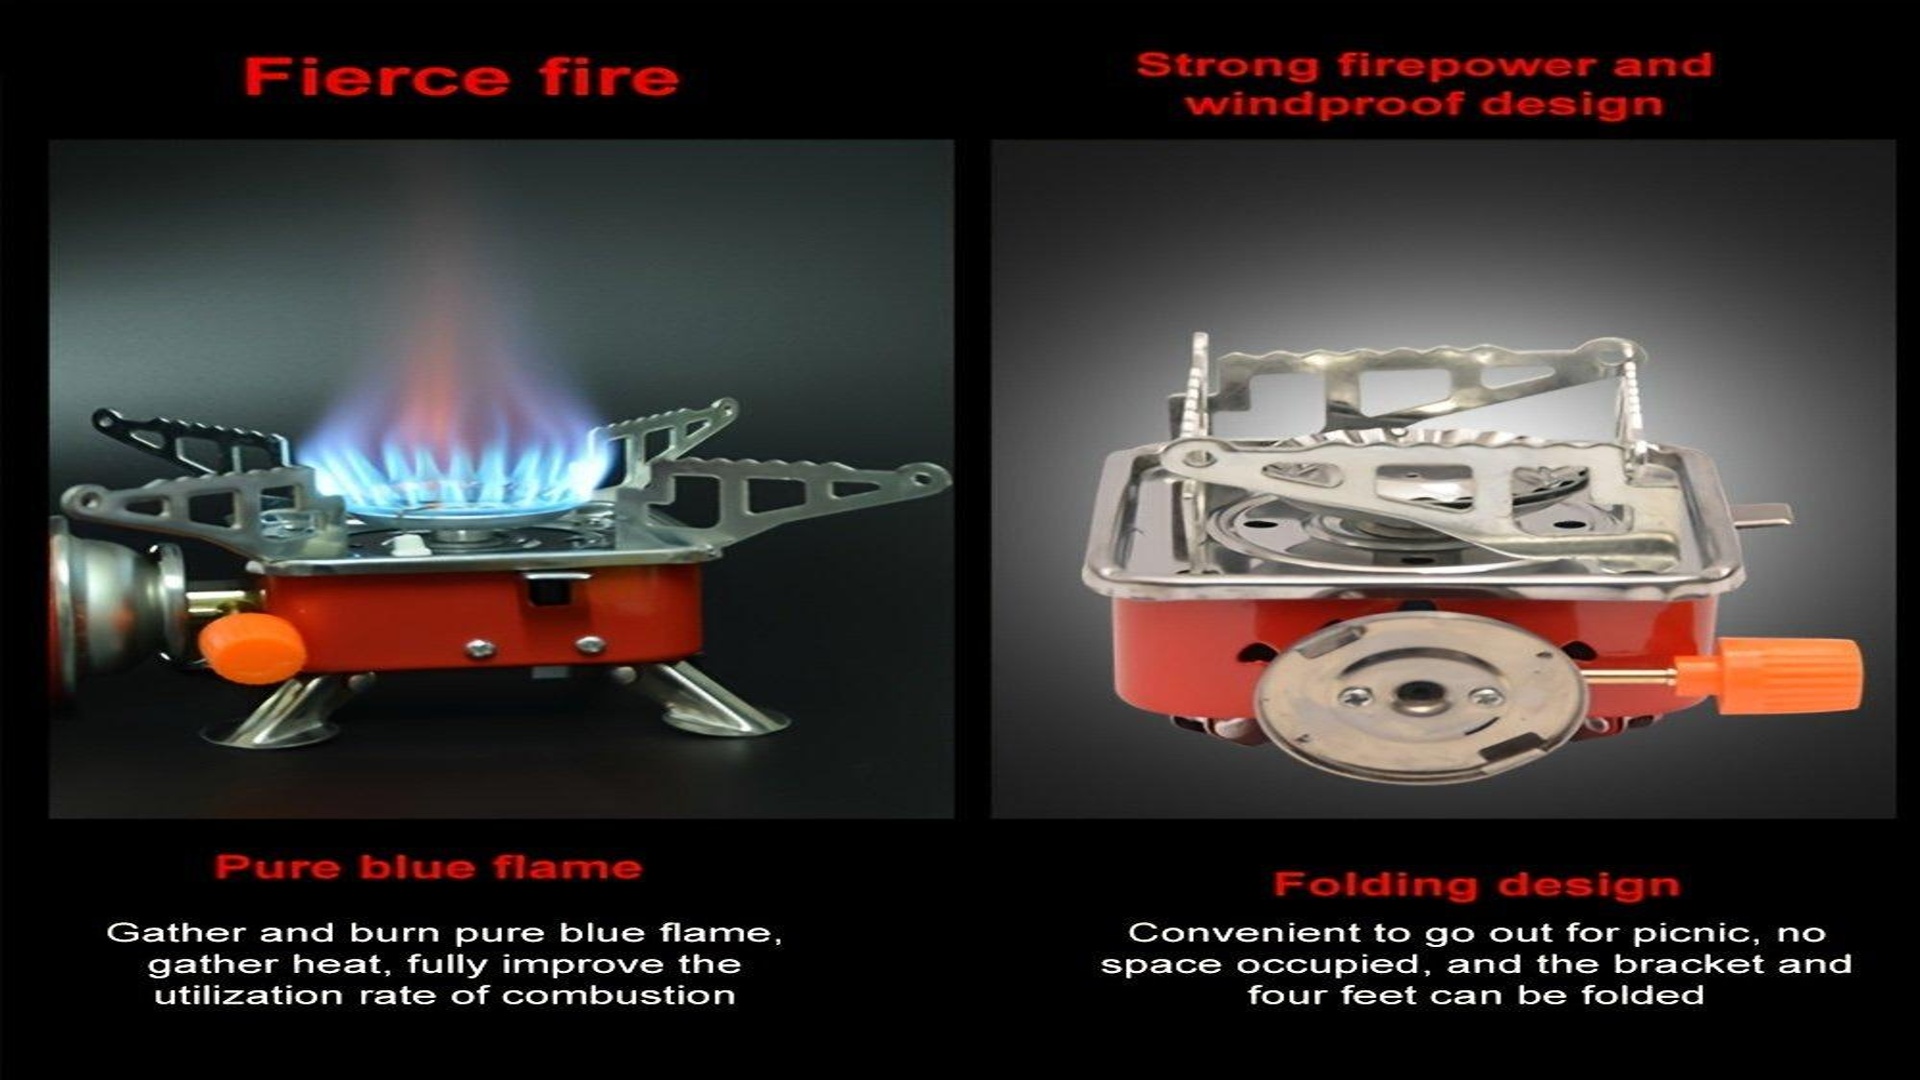 Fierce fire
Strong firepower and
windproof design
Pure blue flame
Gather and burn pure blue flame,
gather heat, fully improve the
utilization rate of combustion
Folding design
Convenient to go out for picnic, no
space occupied, and the bracket and
four feet can be folded